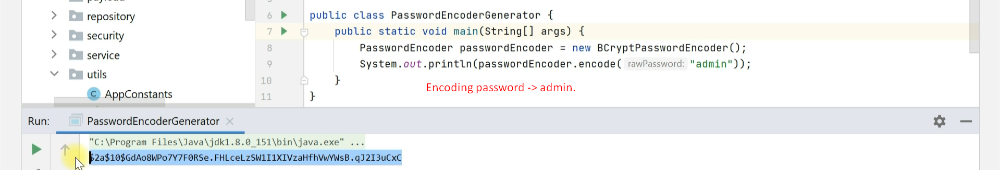 repository
security
service
utils
C AppConstants
6 public class PasswordEncoderGenerator {
7 public static void main(String[] args) {
8 PasswordEncoder passwordEncoder = new BCryptPasswordEncoder();
9 System.out.println(passwordEncoder.encode( rawPassword: "admin"));
10 }
Encoding password -> admin.
11 }
Run: PasswordEncoderGenerator
"C:\Program Files\Java\jdk1.8.0_151\bin\java.exe" ...
$2a$10$GdAo8WPo7Y7F0RSe.FHLceLzSW1I1XIVzaHfhVwYWsB.qJ2I3uCxC